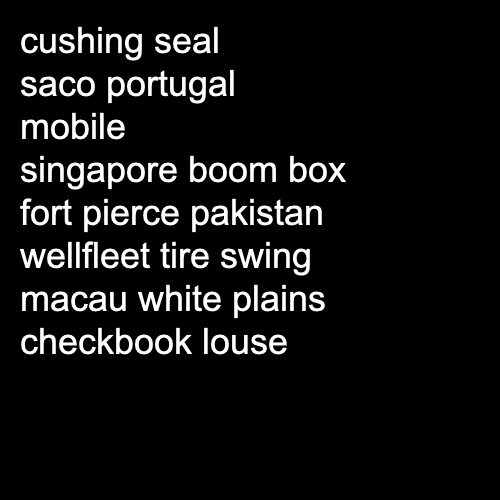 cushing seal
saco portugal
mobile
singapore boom box
fort pierce pakistan
wellfleet tire swing
macau white plains
checkbook louse